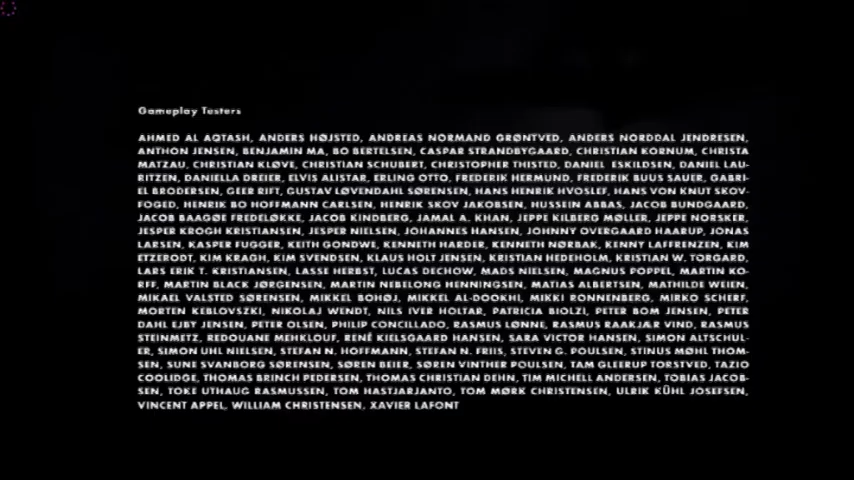 Gameplay Testers
AHMED AL AQTASH, ANDERS HØJSTED, ANDREAS NORMAND GRØNTVED, ANDERS NORDDAL JENDRESEN,
ANTHON JENSEN, BENJAMIN MA, BO BERTELSEN, CASPAR STRANDBYGAARD, CHRISTIAN KORNUM, CHRISTA
MATZAU, CHRISTIAN KLØVE, CHRISTIAN SCHUBERT, CHRISTOPHER THISTED, DANIEL ESKILDSEN, DANIEL LAU-
RITZEN, DANIELLA DREIER, ELVIS ALISTAR, ERLING OTTO, FREDERIK HERMUND, FREDERIK BUUS SAUER, GABRI-
EL BRODERSEN, GEER RIFT, GUSTAV LØVENDAHL SØRENSEN, HANS HENRIK HVOSLEF, HANS VON KNUT SKOV-
FOGED, HENRIK BO HOFFMANN CARLSEN, HENRIK SKOV JAKOBSEN, HUSSEIN ABBAS, JACOB BUNDGAARD,
JACOB BAAGØE FREDELØKKE, JACOB KINDBERG, JAMAL A. KHAN, JEPPE KILBERG MØLLER, JEPPE NORSKER,
JESPER KROGH KRISTIANSEN, JESPER NIELSEN, JOHANNES HANSEN, JOHNNY OVERGAARD HAARUP, JONAS
LARSEN, KASPER FUGGER, KEITH GONDWE, KENNETH HARDER, KENNETH NØRBAK, KENNY LAFFRENZEN, KIM
ETZERODT, KIM KRAGH, KIM SVENDSEN, KLAUS HOLT JENSEN, KRISTIAN HEDEHOLM, KRISTIAN W. TORGARD,
LARS ERIK T. KRISTIANSEN, LASSE HERBST, LUCAS DECHOW, MADS NIELSEN, MAGNUS POPPEL, MARTIN KO-
RFF, MARTIN BLACK JØRGENSEN, MARTIN NEBELONG HENNINGSEN, MATIAS ALBERTSEN, MATHILDE WEIEN,
MIKAEL VALSTED SØRENSEN, MIKKEL BOHØJ, MIKKEL AL-DOOKHI, MIKKI RONNENBERG, MIRKO SCHERF,
MORTEN KEBLOVSZKI, NIKOLAJ WENDT, NILS IVER HOLTAR, PATRICIA BIOLZI, PETER BOM JENSEN, PETER
DAHL EJBY JENSEN, PETER OLSEN, PHILIP CONCILLADO, RASMUS LØNNE, RASMUS RAAKJÆR VIND, RASMUS
STEINMETZ, REDOUANE MEHKLOUF, RENÉ KIELSGAARD HANSEN, SARA VICTOR HANSEN, SIMON ALTSCHUL-
ER, SIMON UHL NIELSEN, STEFAN N. HOFFMANN, STEFAN N. FRIIS, STEVEN G. POULSEN, STINUS MØHL THOM-
SEN, SUNE SVANBORG SØRENSEN, SØREN BEIER, SØREN VINTHER POULSEN, TAM GLEERUP TORSTVED, TAZIO
COOLIDGE, THOMAS BRINCH PEDERSEN, THOMAS CHRISTIAN DEHN, TIM MICHELL ANDERSEN, TOBIAS JACOB-
SEN, TOKE UTHAUG RASMUSSEN, TOM HASTJARJANTO, TOM MØRK CHRISTENSEN, ULRIK KÜHL JOSEFSEN,
VINCENT APPEL, WILLIAM CHRISTENSEN, XAVIER LAFONT